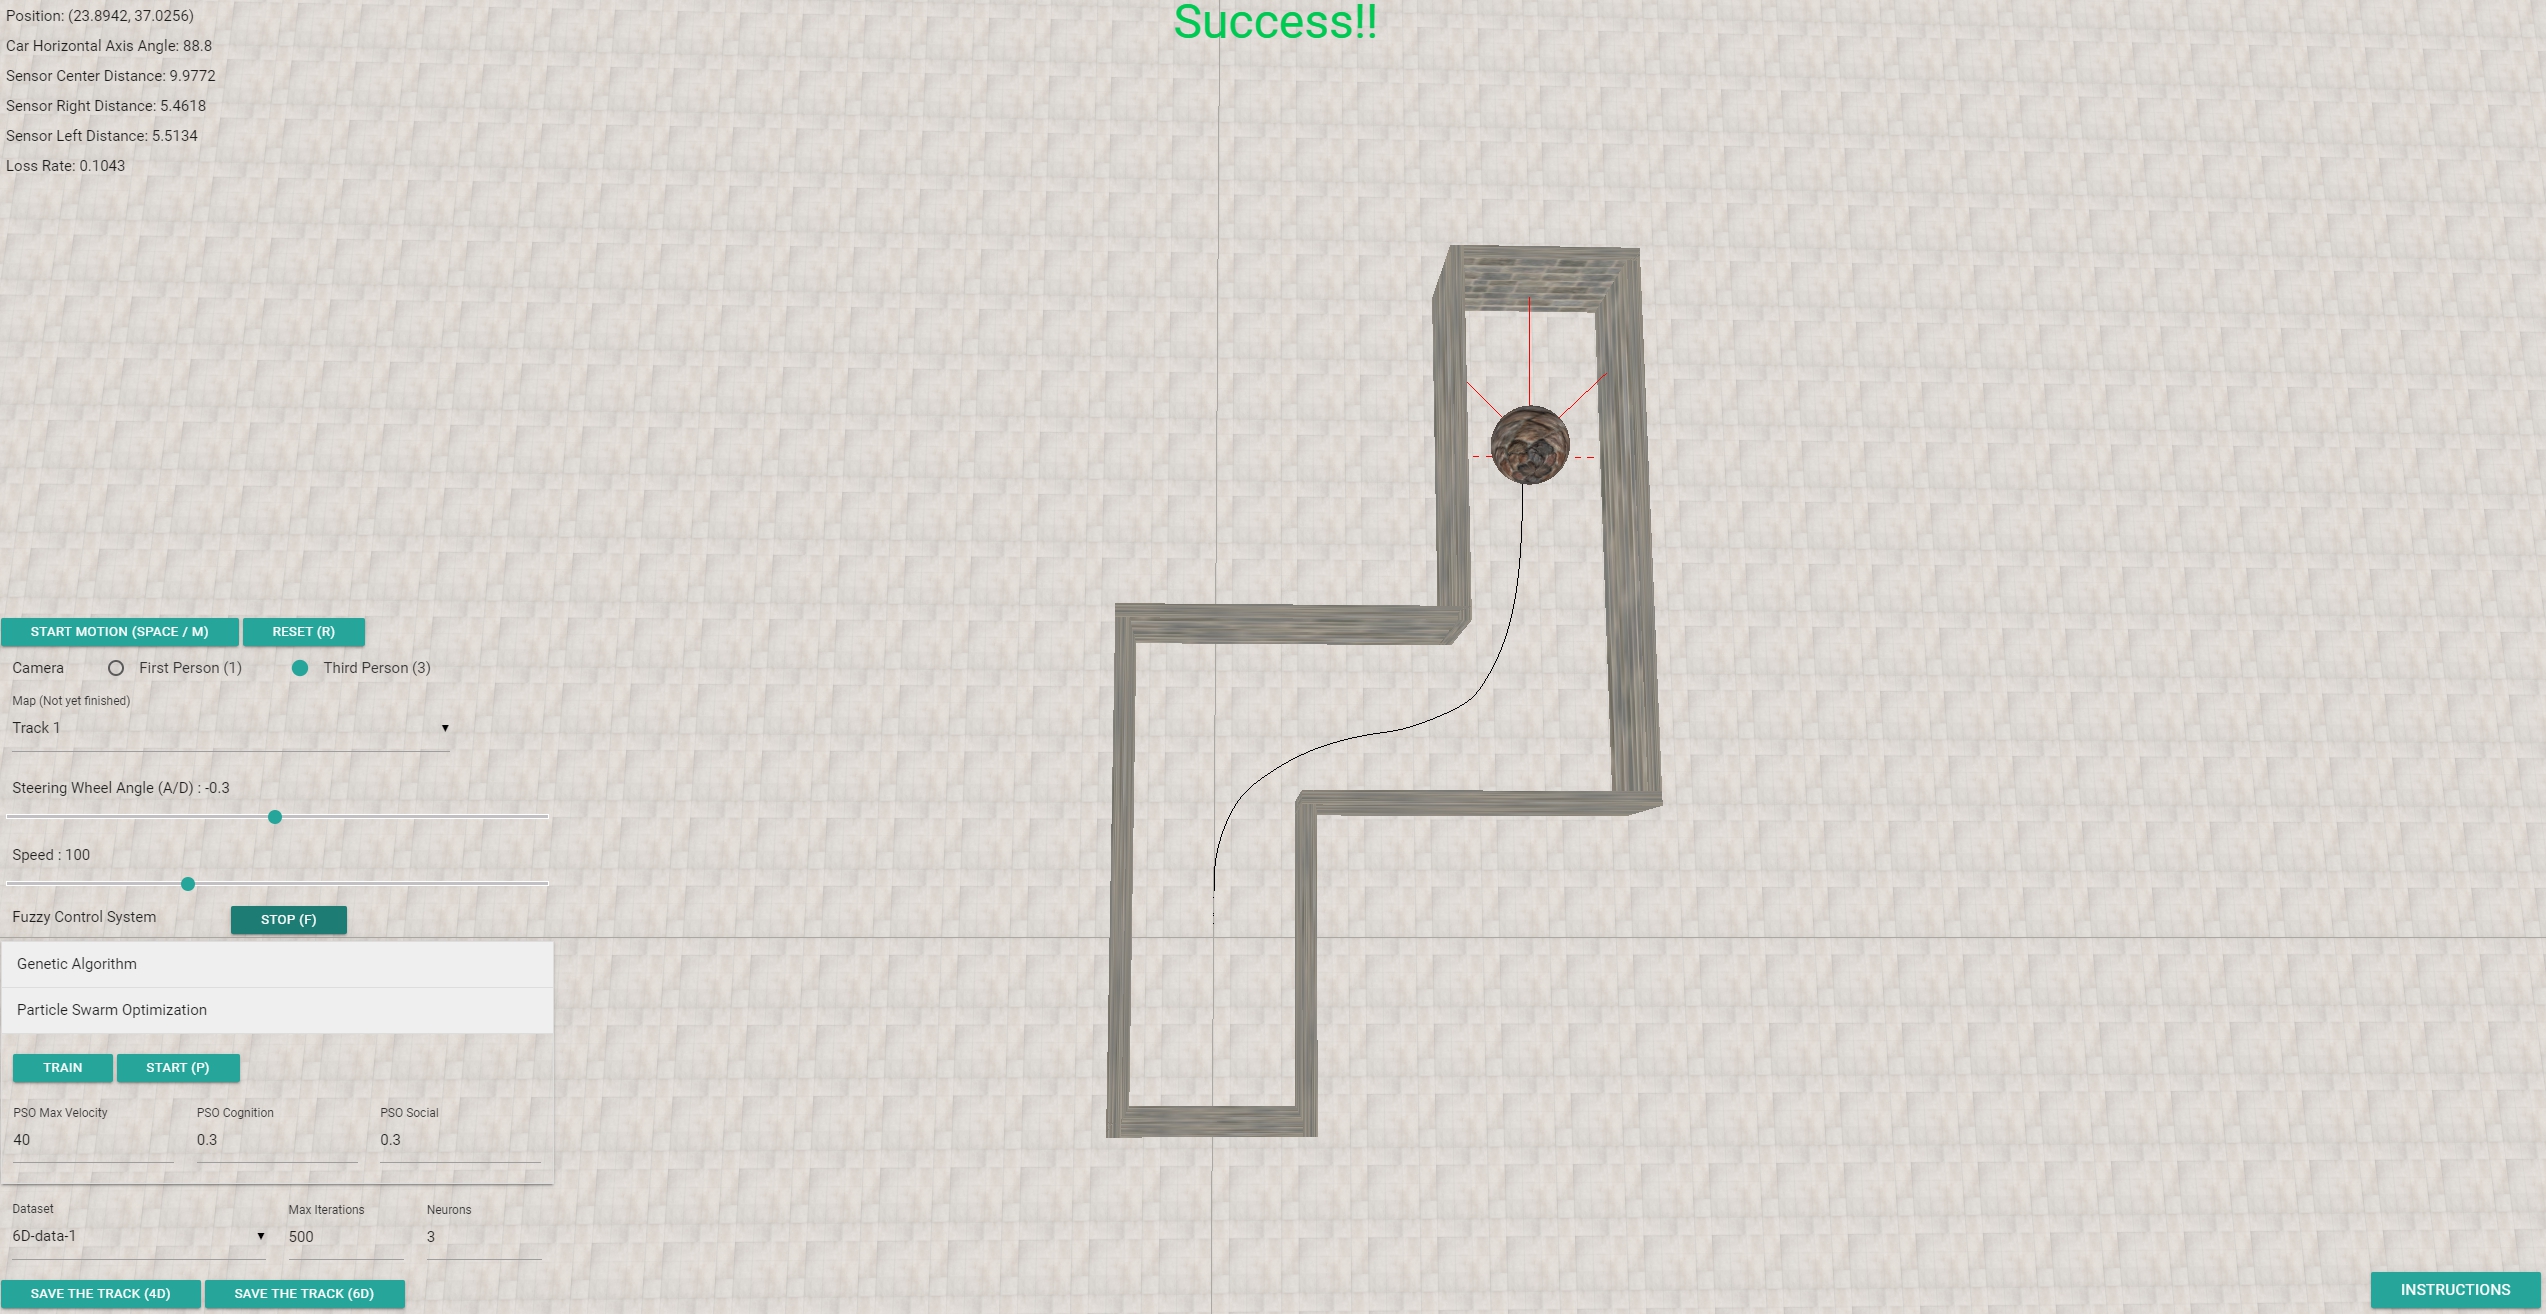 Position: (23.8942, 37.0256)
Success!!
Car Horizontal Axis Angle: 88.8
Sensor Center Distance: 9.9772
Sensor Right Distance: 5.4618
Sensor Left Distance: 5.5134
Loss Rate: 0.1043
START MOTION (SPACE / M) RESET (R)
Camera First Person (1) Third Person (3)
Map (Not yet finished)
Track 1
Steering Wheel Angle (A/D) : -0.3
Speed : 100
Fuzzy Control System STOP (F)
Genetic Algorithm
Particle Swarm Optimization
TRAIN START (P)
PSO Max Velocity PSO Cognition PSO Social
40 0.3 0.3
Dataset Max Iterations Neurons
6D-data-1 500 3
SAVE THE TRACK (4D) SAVE THE TRACK (6D)
INSTRUCTIONS